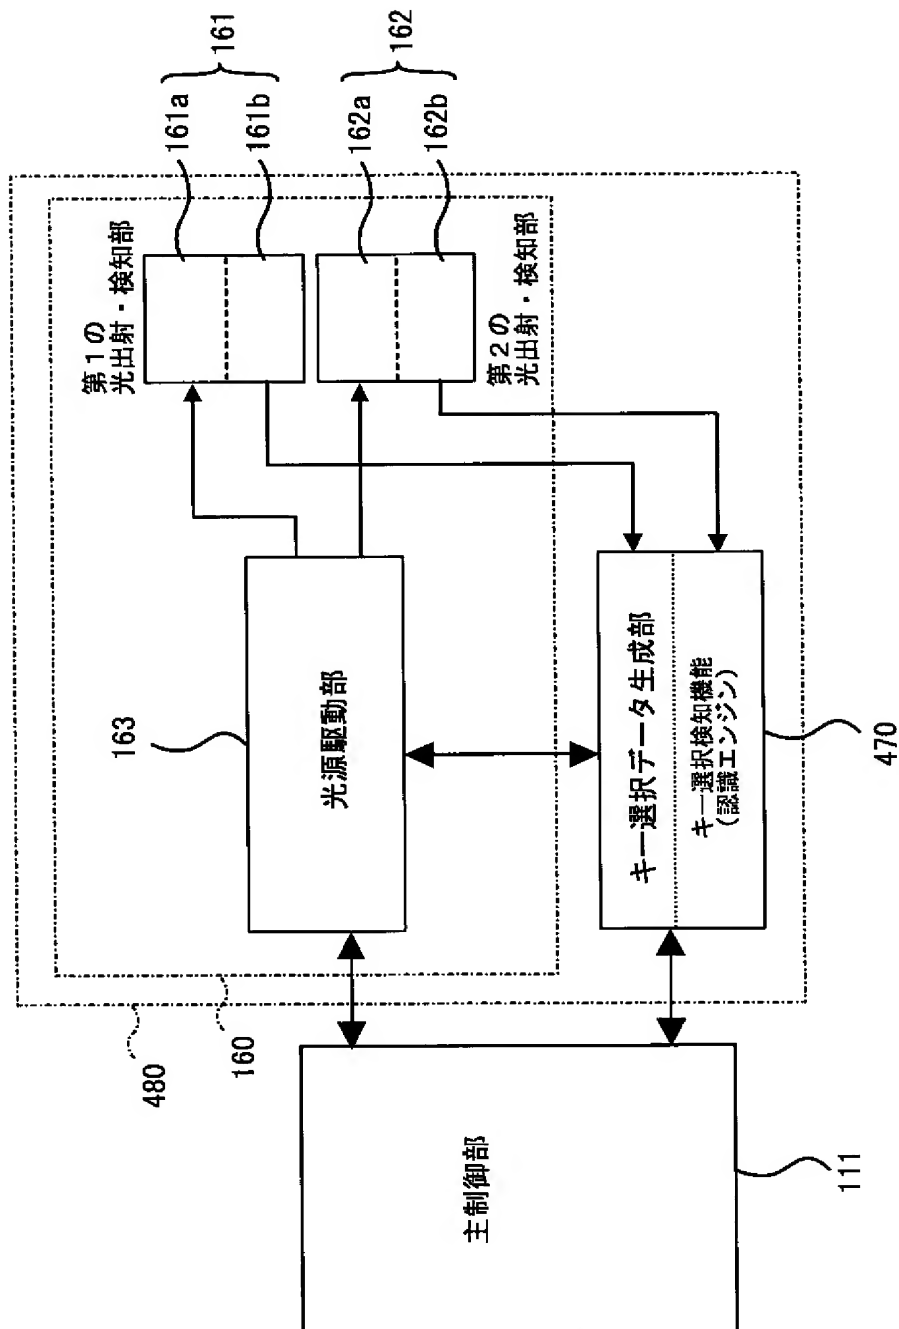 480
160
163
第1の
光出射・検知部
161a
161b
161
162a
162b
162
第2の
光出射・検知部
光源駆動部
キー選択データ生成部
キー選択検知機能
(認識エンジン)
470
主制御部
111